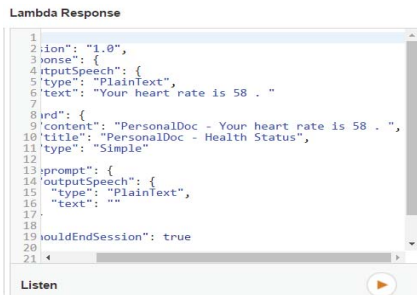 Lambda Response
1
2 sion": "1.0",
3 ponse": {
4 utputSpeech": {
5 "type": "PlainText",
6 "text": "Your heart rate is 58 . "
7
8 ard": {
9 "content": "PersonalDoc - Your heart rate is 58 . ",
10 "title": "PersonalDoc - Health Status",
11 "type": "Simple"
12
13 eprompt": {
14 "outputSpeech": {
15 "type": "PlainText",
16 "text": ""
17
18
19 houldEndSession": true
20
21
Listen